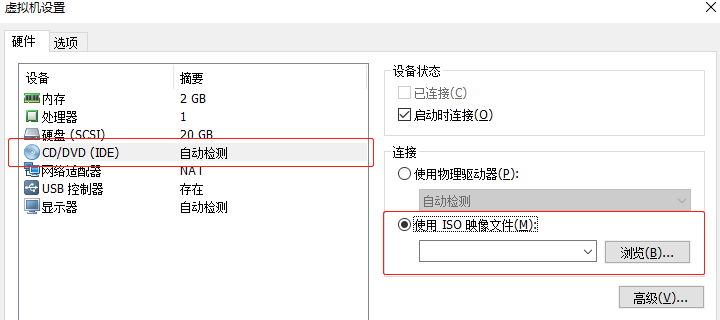 虚拟机设置
硬件 选项
设备 摘要
内存 2 GB
处理器 1
硬盘 (SCSI) 20 GB
CD/DVD (IDE) 自动检测
网络适配器 NAT
USB 控制器 存在
显示器 自动检测
设备状态
已连接(C)
启动时连接(O)
连接
使用物理驱动器(P):
自动检测
使用 ISO 映像文件(M):
浏览(B)...
高级(V)...